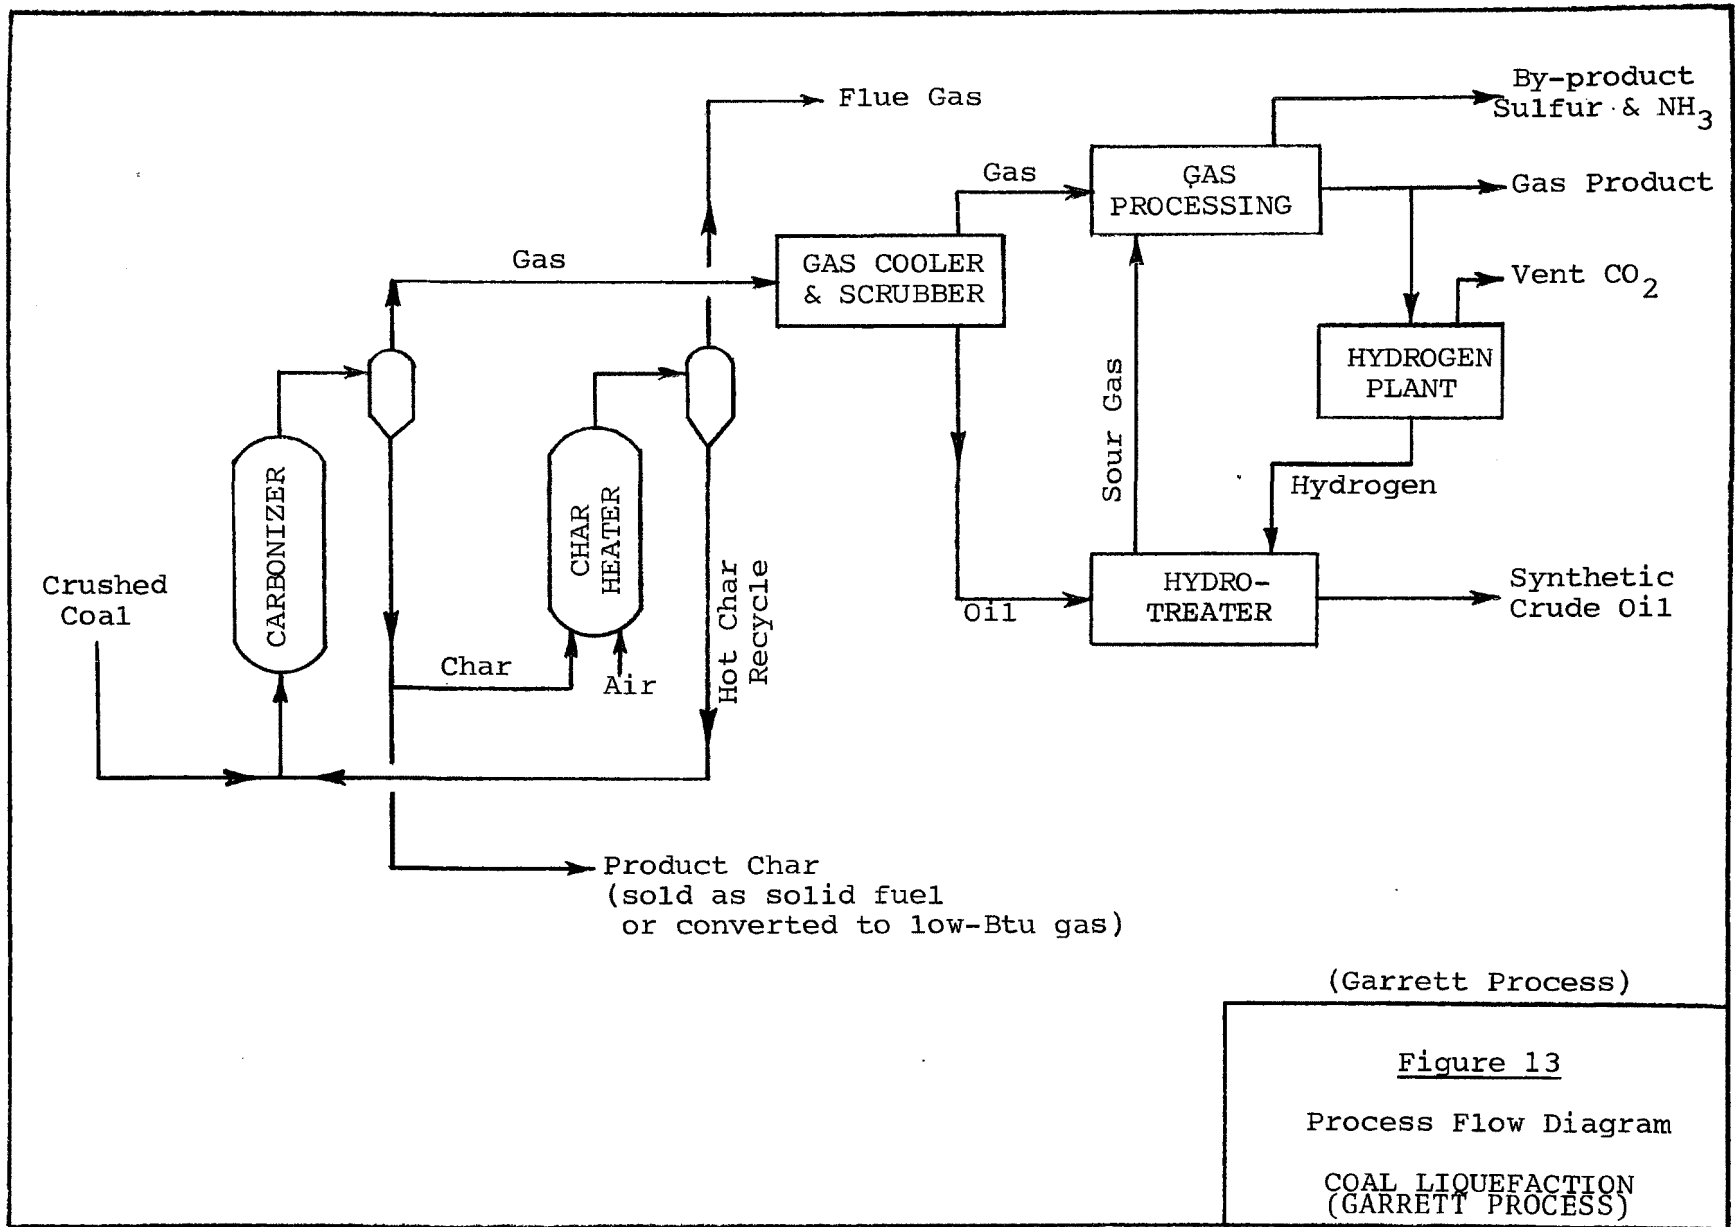 By-product
Sulfur & NH3
Flue Gas
Gas
GAS
PROCESSING
Gas Product
Gas
GAS COOLER
& SCRUBBER
Vent CO2
HYDROGEN
PLANT
Sour Gas
Hydrogen
CARBONIZER
CHAR
HEATER
Crushed
Coal
Hot Char
Recycle
Oil
HYDRO-
TREATER
Synthetic
Crude Oil
Char
Air
Product Char
(sold as solid fuel
or converted to low-Btu gas)
(Garrett Process)
Figure 13
Process Flow Diagram
COAL LIQUEFACTION
(GARRETT PROCESS)